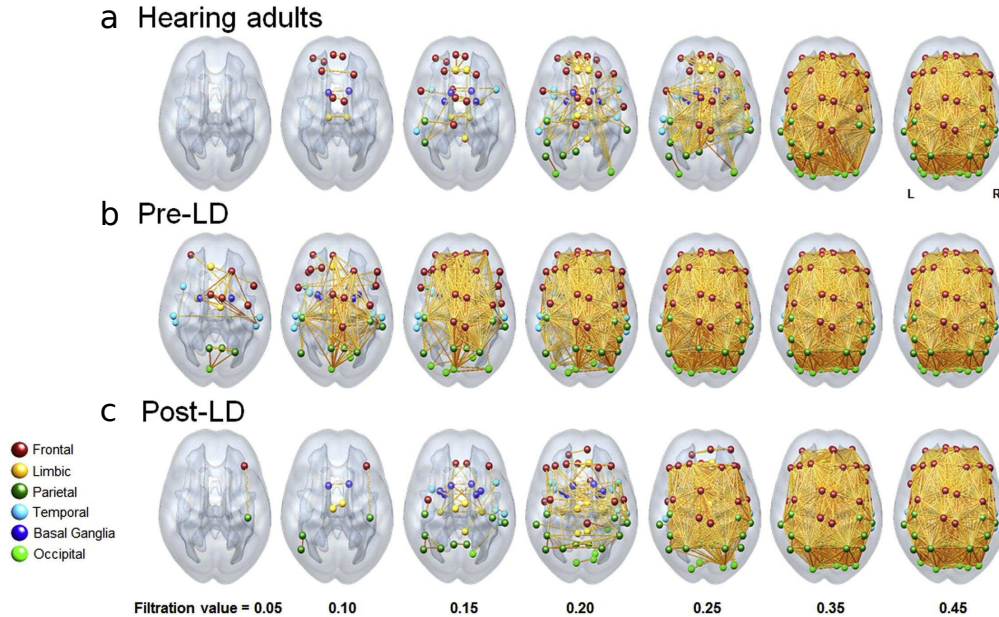 a Hearing adults
L R
b Pre-LD
c Post-LD
Frontal
Limbic
Parietal
Temporal
Basal Ganglia
Occipital
Filtration value = 0.05 0.10 0.15 0.20 0.25 0.35 0.45